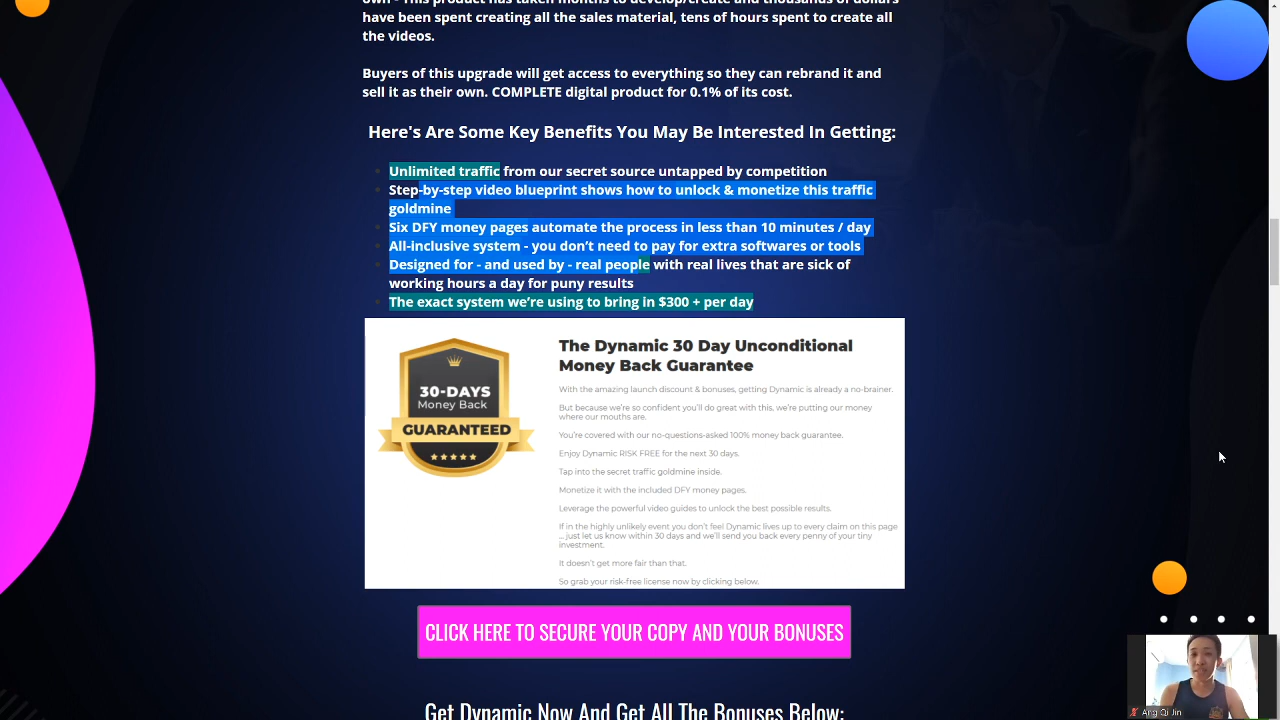 own - This product has taken months to develop/create and thousands of dollars
have been spent creating all the sales material, tens of hours spent to create all
the videos.
Buyers of this upgrade will get access to everything so they can rebrand it and
sell it as their own. COMPLETE digital product for 0.1% of its cost.
Here's Are Some Key Benefits You May Be Interested In Getting:
Unlimited traffic from our secret source untapped by competition
Step-by-step video blueprint shows how to unlock & monetize this traffic
goldmine
Six DFY money pages automate the process in less than 10 minutes / day
All-inclusive system - you don’t need to pay for extra softwares or tools
Designed for - and used by - real people with real lives that are sick of
working hours a day for puny results
The exact system we’re using to bring in $300 + per day
30-DAYS
Money Back
GUARANTEED
The Dynamic 30 Day Unconditional
Money Back Guarantee
With the amazing launch discount & bonuses, getting Dynamic is already a no-brainer.
But because we’re so confident you’ll do great with this, we’re putting our money
where our mouths are.
You’re covered with our no-questions-asked 100% money back guarantee.
Enjoy Dynamic RISK FREE for the next 30 days.
Tap into the secret traffic goldmine inside.
Monetize it with the included DFY money pages.
Leverage the powerful video guides to unlock the best possible results.
If in the highly unlikely event you don’t feel Dynamic lives up to every claim on this page
... just let us know within 30 days and we’ll send you back every penny of your tiny
investment.
It doesn’t get more fair than that.
So grab your risk-free license now by clicking below.
CLICK HERE TO SECURE YOUR COPY AND YOUR BONUSES
Get Dynamic Now And Get All The Bonuses Below:
Ang Qi Jin